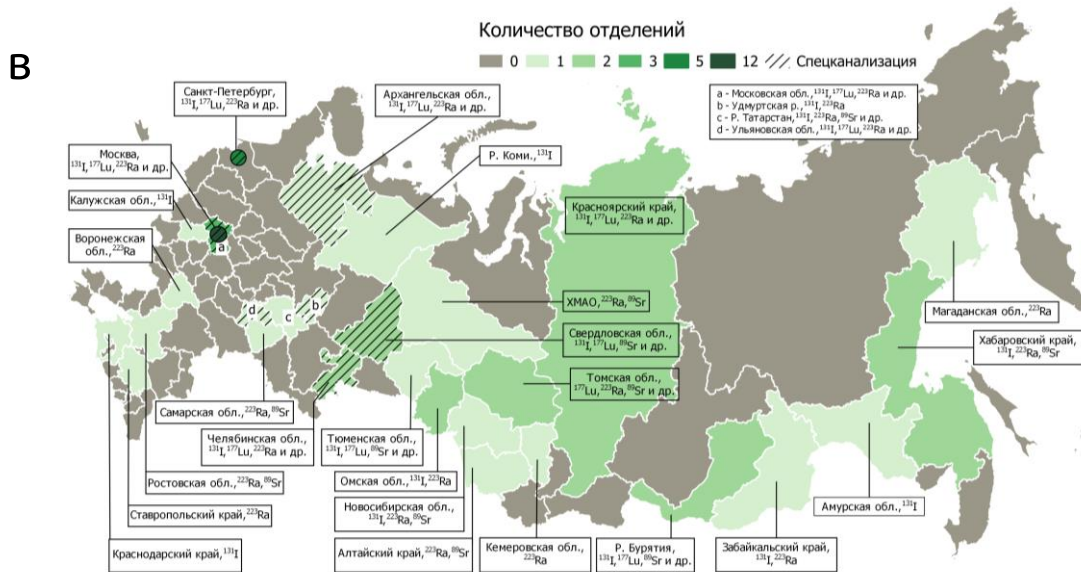 В
Количество отделений
0 1 2 3 5 12 Спецканализация
а - Московская обл.,¹³¹I,¹⁷⁷Lu,²²³Ra и др.
b - Удмуртская р.,¹³¹I,²²³Ra
c - Р. Татарстан,¹³¹I,²²³Ra,⁸⁹Sr и др.
d - Ульяновская обл.,¹³¹I,¹⁷⁷Lu,²²³Ra и др.
Санкт-Петербург,
¹³¹I,¹⁷⁷Lu,²²³Ra и др.
Архангельская обл.,
¹³¹I,¹⁷⁷Lu,²²³Ra и др.
Москва,
¹³¹I,¹⁷⁷Lu,²²³Ra и др.
Р. Коми.,¹³¹I
Калужская обл.,¹³¹I
Воронежская
обл.,²²³Ra
Красноярский край,
¹³¹I,¹⁷⁷Lu,²²³Ra и др.
a
b
d
c
ХМАО,²²³Ra,⁸⁹Sr
Магаданская обл.,²²³Ra
Свердловская обл.,
¹³¹I,¹⁷⁷Lu,⁸⁹Sr и др.
Хабаровский край,
¹³¹I,²²³Ra,⁸⁹Sr
Томская обл.,
¹⁷⁷Lu,²²³Ra,⁸⁹Sr и др.
Самарская обл.,²²³Ra,⁸⁹Sr
Челябинская обл.,
¹³¹I,¹⁷⁷Lu,²²³Ra и др.
Тюменская обл.,
¹³¹I,¹⁷⁷Lu,⁸⁹Sr и др.
Ростовская обл.,²²³Ra,⁸⁹Sr
Омская обл.,¹³¹I,²²³Ra
Новосибирская обл.,
¹³¹I,²²³Ra,⁸⁹Sr
Амурская обл.,¹³¹I
Ставропольский край,²²³Ra
Краснодарский край,¹³¹I
Алтайский край,²²³Ra,⁸⁹Sr
Кемеровская обл.,
²²³Ra
Р. Бурятия,
¹³¹I,¹⁷⁷Lu,⁸⁹Sr и др.
Забайкальский край,
¹³¹I,²²³Ra